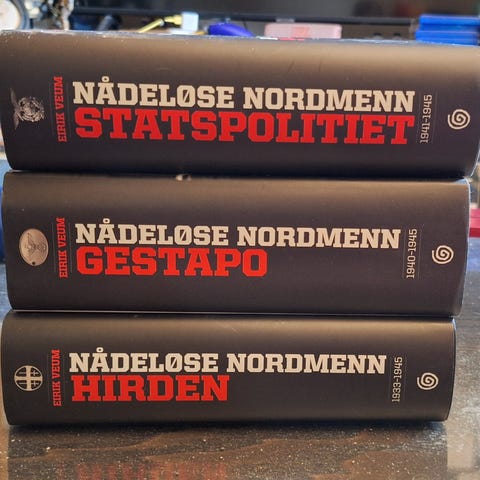 EIRIK VEUM
NÅDELØSE NORDMENN
STATSPOLITIET
1941–1945
EIRIK VEUM
NÅDELØSE NORDMENN
GESTAPO
1940–1945
EIRIK VEUM
NÅDELØSE NORDMENN
HIRDEN
1933–1945